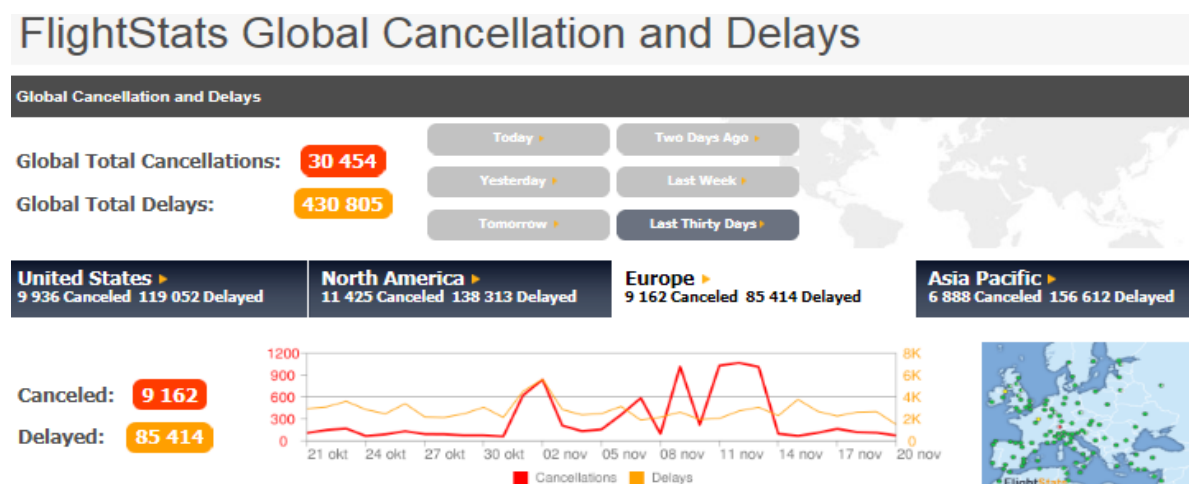 FlightStats Global Cancellation and Delays
Global Cancellation and Delays
Global Total Cancellations: 30 454
Global Total Delays: 430 805
Today
Two Days Ago
Yesterday
Last Week
Tomorrow
Last Thirty Days
United States
9 936 Canceled 119 052 Delayed
North America
11 425 Canceled 138 313 Delayed
Europe
9 162 Canceled 85 414 Delayed
Asia Pacific
6 888 Canceled 156 612 Delayed
Canceled: 9 162
Delayed: 85 414
1200
900
600
300
0
8K
6K
4K
2K
0
21 okt 24 okt 27 okt 30 okt 02 nov 05 nov 08 nov 11 nov 14 nov 17 nov 20 nov
Cancellations Delays
FlightStats